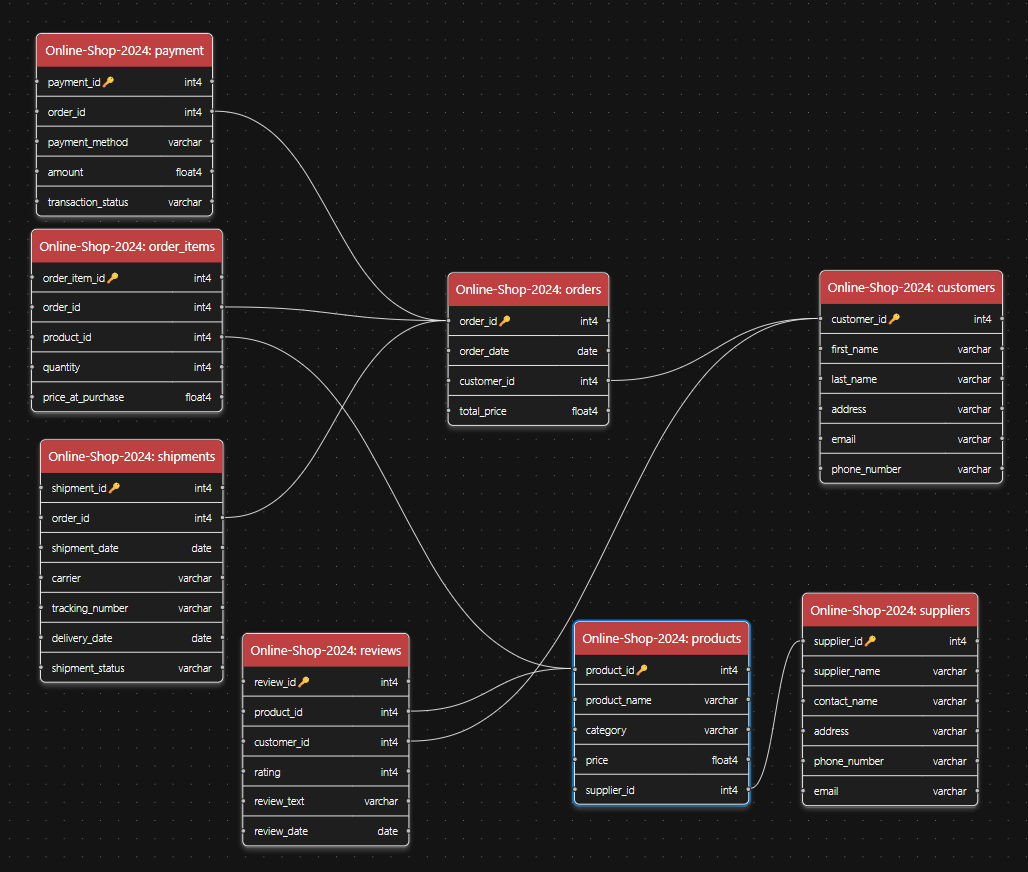 Online-Shop-2024: payment
payment_id int4
order_id int4
payment_method varchar
amount float4
transaction_status varchar
Online-Shop-2024: order_items
order_item_id int4
order_id int4
product_id int4
quantity int4
price_at_purchase float4
Online-Shop-2024: shipments
shipment_id int4
order_id int4
shipment_date date
carrier varchar
tracking_number varchar
delivery_date date
shipment_status varchar
Online-Shop-2024: reviews
review_id int4
product_id int4
customer_id int4
rating int4
review_text varchar
review_date date
Online-Shop-2024: orders
order_id int4
order_date date
customer_id int4
total_price float4
Online-Shop-2024: products
product_id int4
product_name varchar
category varchar
price float4
supplier_id int4
Online-Shop-2024: customers
customer_id int4
first_name varchar
last_name varchar
address varchar
email varchar
phone_number varchar
Online-Shop-2024: suppliers
supplier_id int4
supplier_name varchar
contact_name varchar
address varchar
phone_number varchar
email varchar